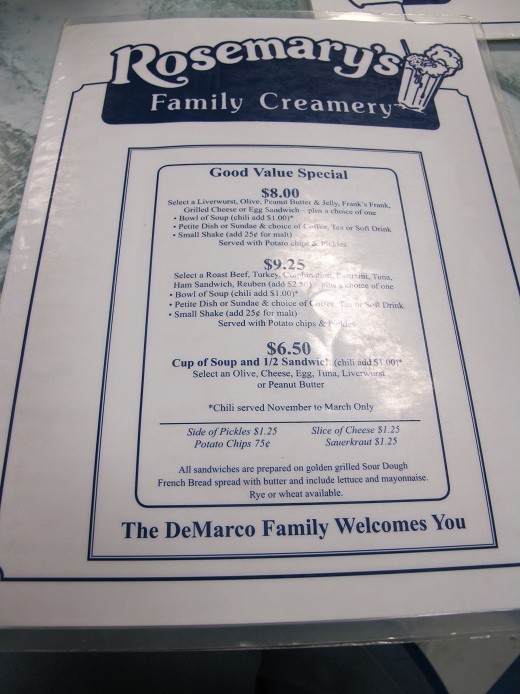 Rosemary's
Family Creamery
Good Value Special
$8.00
Select a Liverwurst, Olive, Peanut Butter & Jelly, Frank's Frank,
Grilled Cheese or Egg Sandwich - plus a choice of one
• Bowl of Soup (chili add $1.00)*
• Petite Dish or Sundae & choice of Coffee, Tea or Soft Drink
• Small Shake (add 25¢ for malt)
Served with Potato chips & Pickles
$9.25
Select a Roast Beef, Turkey, Combination, Pastrami, Tuna,
Ham Sandwich, Reuben (add $2.50) - plus a choice of one
• Bowl of Soup (chili add $1.00)*
• Petite Dish or Sundae & choice of Coffee, Tea or Soft Drink
• Small Shake (add 25¢ for malt)
Served with Potato chips & Pickles
$6.50
Cup of Soup and 1/2 Sandwich (chili add $1.00)*
Select an Olive, Cheese, Egg, Tuna, Liverwurst
or Peanut Butter
*Chili served November to March Only
Side of Pickles $1.25 Slice of Cheese $1.25
Potato Chips 75¢ Sauerkraut $1.25
All sandwiches are prepared on golden grilled Sour Dough
French Bread spread with butter and include lettuce and mayonnaise.
Rye or wheat available.
The DeMarco Family Welcomes You